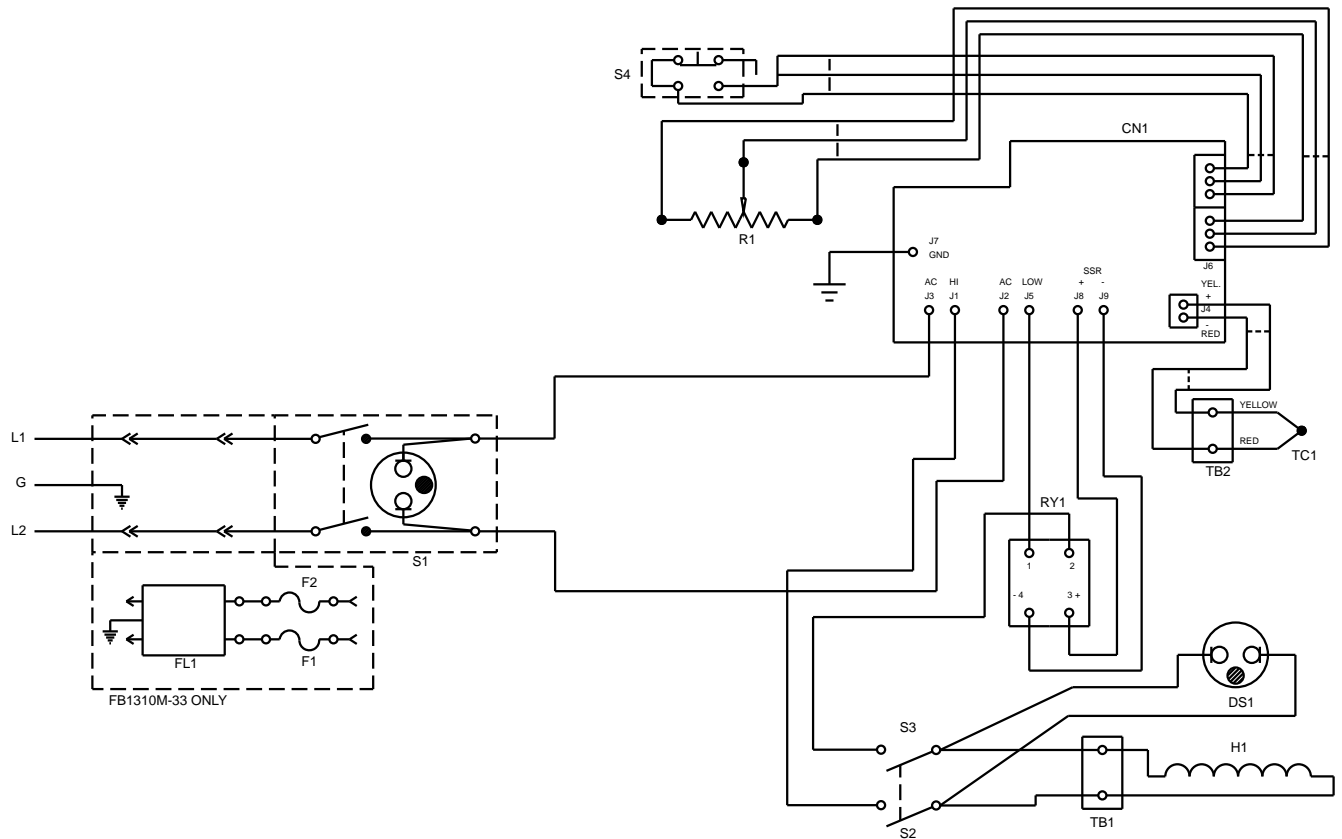 S4
CN1
R1
J7
GND
J6
SSR
AC HI AC LOW + -
J3 J1 J2 J5 J8 J9
YEL.
+
J4
-
RED
YELLOW
RED
TC1
TB2
L1
G
L2
S1
RY1
1 2
- 4 3 +
F2
F1
FL1
FB1310M-33 ONLY
DS1
S3
H1
S2
TB1